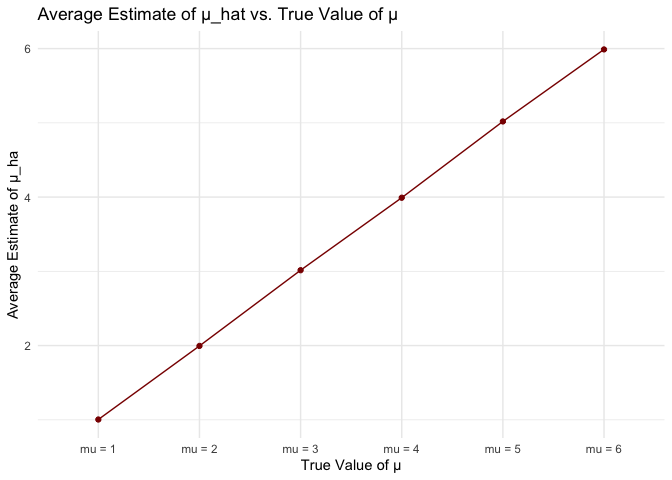 Average Estimate of μ_hat vs. True Value of μ
Average Estimate of μ_ha
6
4
2
mu = 1 mu = 2 mu = 3 mu = 4 mu = 5 mu = 6
True Value of μ